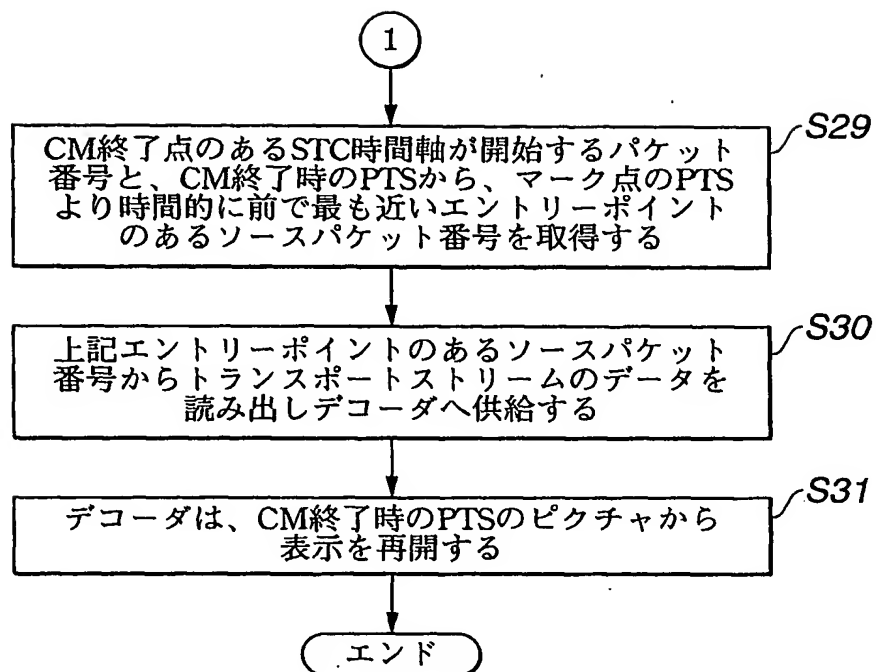 1
S29
CM終了点のあるSTC時間軸が開始するパケット
番号と、CM終了時のPTSから、マーク点のPTS
より時間的に前で最も近いエントリーポイント
のあるソースパケット番号を取得する
S30
上記エントリーポイントのあるソースパケット
番号からトランスポートストリームのデータを
読み出しデコーダへ供給する
S31
デコーダは、CM終了時のPTSのピクチャから
表示を再開する
エンド